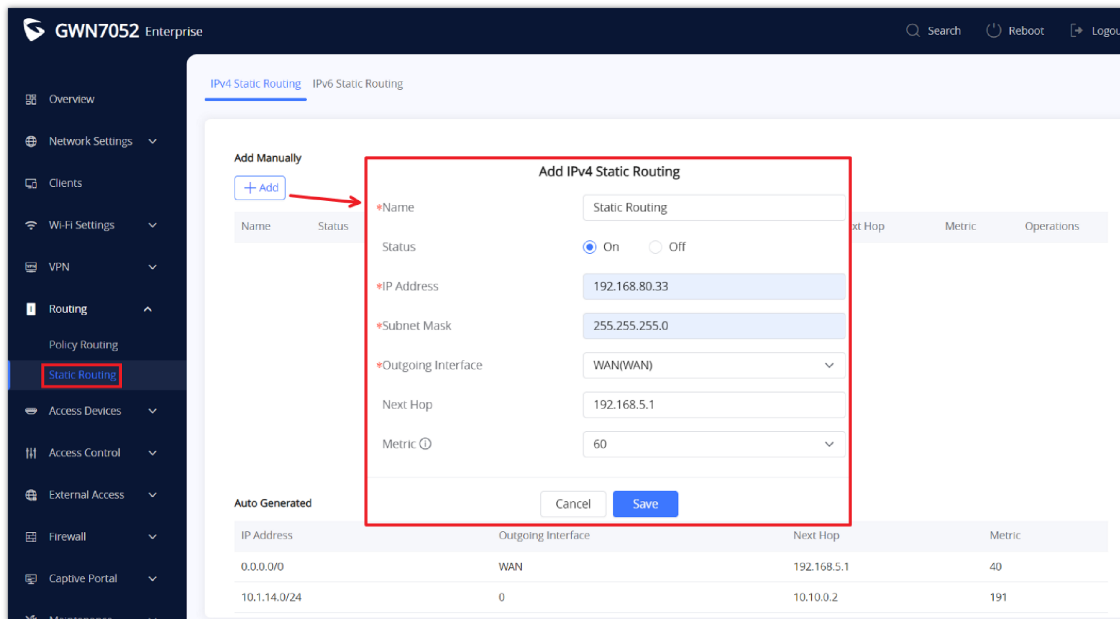 GWN7052 Enterprise
Search
Reboot
Logou
Overview
Network Settings
Clients
Wi-Fi Settings
VPN
Routing
Policy Routing
Static Routing
Access Devices
Access Control
External Access
Firewall
Captive Portal
Maintenance
IPv4 Static Routing IPv6 Static Routing
Add Manually
+ Add
Name Status xt Hop Metric Operations
Add IPv4 Static Routing
*Name Static Routing
Status On Off
*IP Address 192.168.80.33
*Subnet Mask 255.255.255.0
*Outgoing Interface WAN(WAN)
Next Hop 192.168.5.1
Metric 60
Cancel Save
Auto Generated
IP Address Outgoing Interface Next Hop Metric
0.0.0.0/0 WAN 192.168.5.1 40
10.1.14.0/24 0 10.10.0.2 191